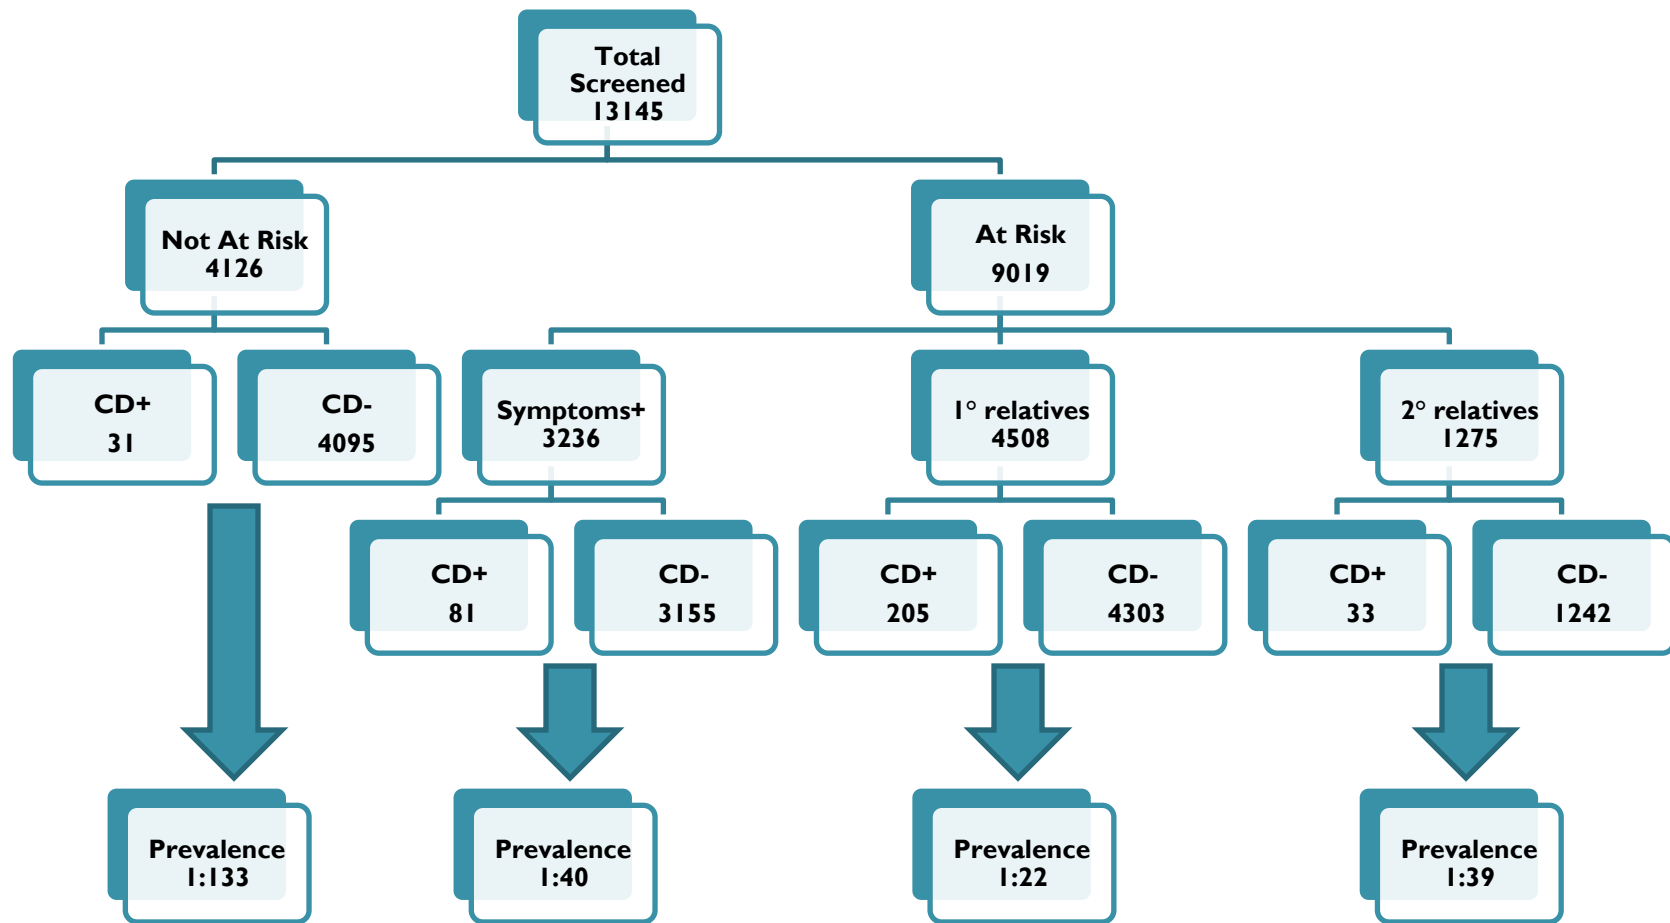 Total
Screened
13145
Not At Risk
4126
At Risk
9019
CD+
31
CD-
4095
Symptoms+
3236
1° relatives
4508
2° relatives
1275
CD+
81
CD-
3155
CD+
205
CD-
4303
CD+
33
CD-
1242
Prevalence
1:133
Prevalence
1:40
Prevalence
1:22
Prevalence
1:39